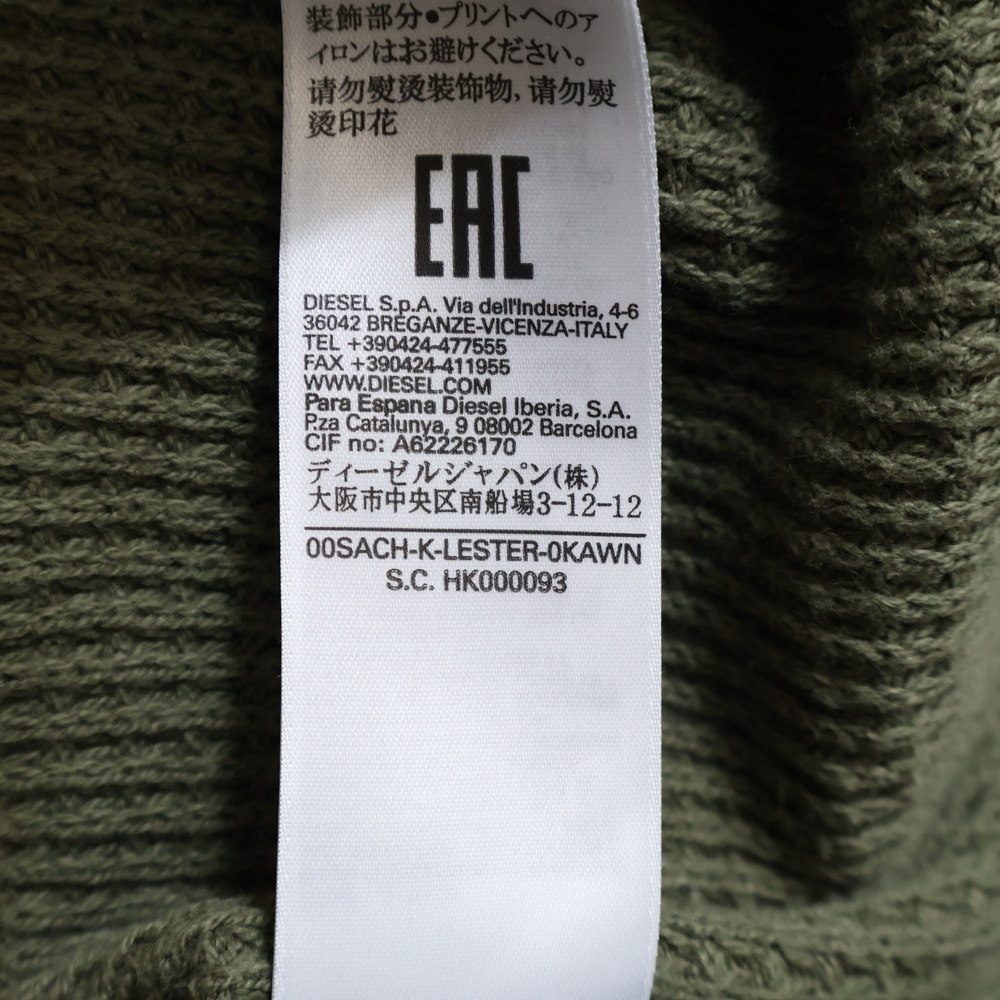 装飾部分•プリントへのア
イロンはお避けください。
请勿熨烫装饰物, 请勿熨
烫印花
EAC
DIESEL S.p.A. Via dell'Industria, 4-6
36042 BREGANZE-VICENZA-ITALY
TEL +390424-477555
FAX +390424-411955
WWW.DIESEL.COM
Para Espana Diesel Iberia, S.A.
P.za Catalunya, 9 08002 Barcelona
CIF no: A62226170
ディーゼルジャパン(株)
大阪市中央区南船場3-12-12
00SACH-K-LESTER-0KAWN
S.C. HK000093